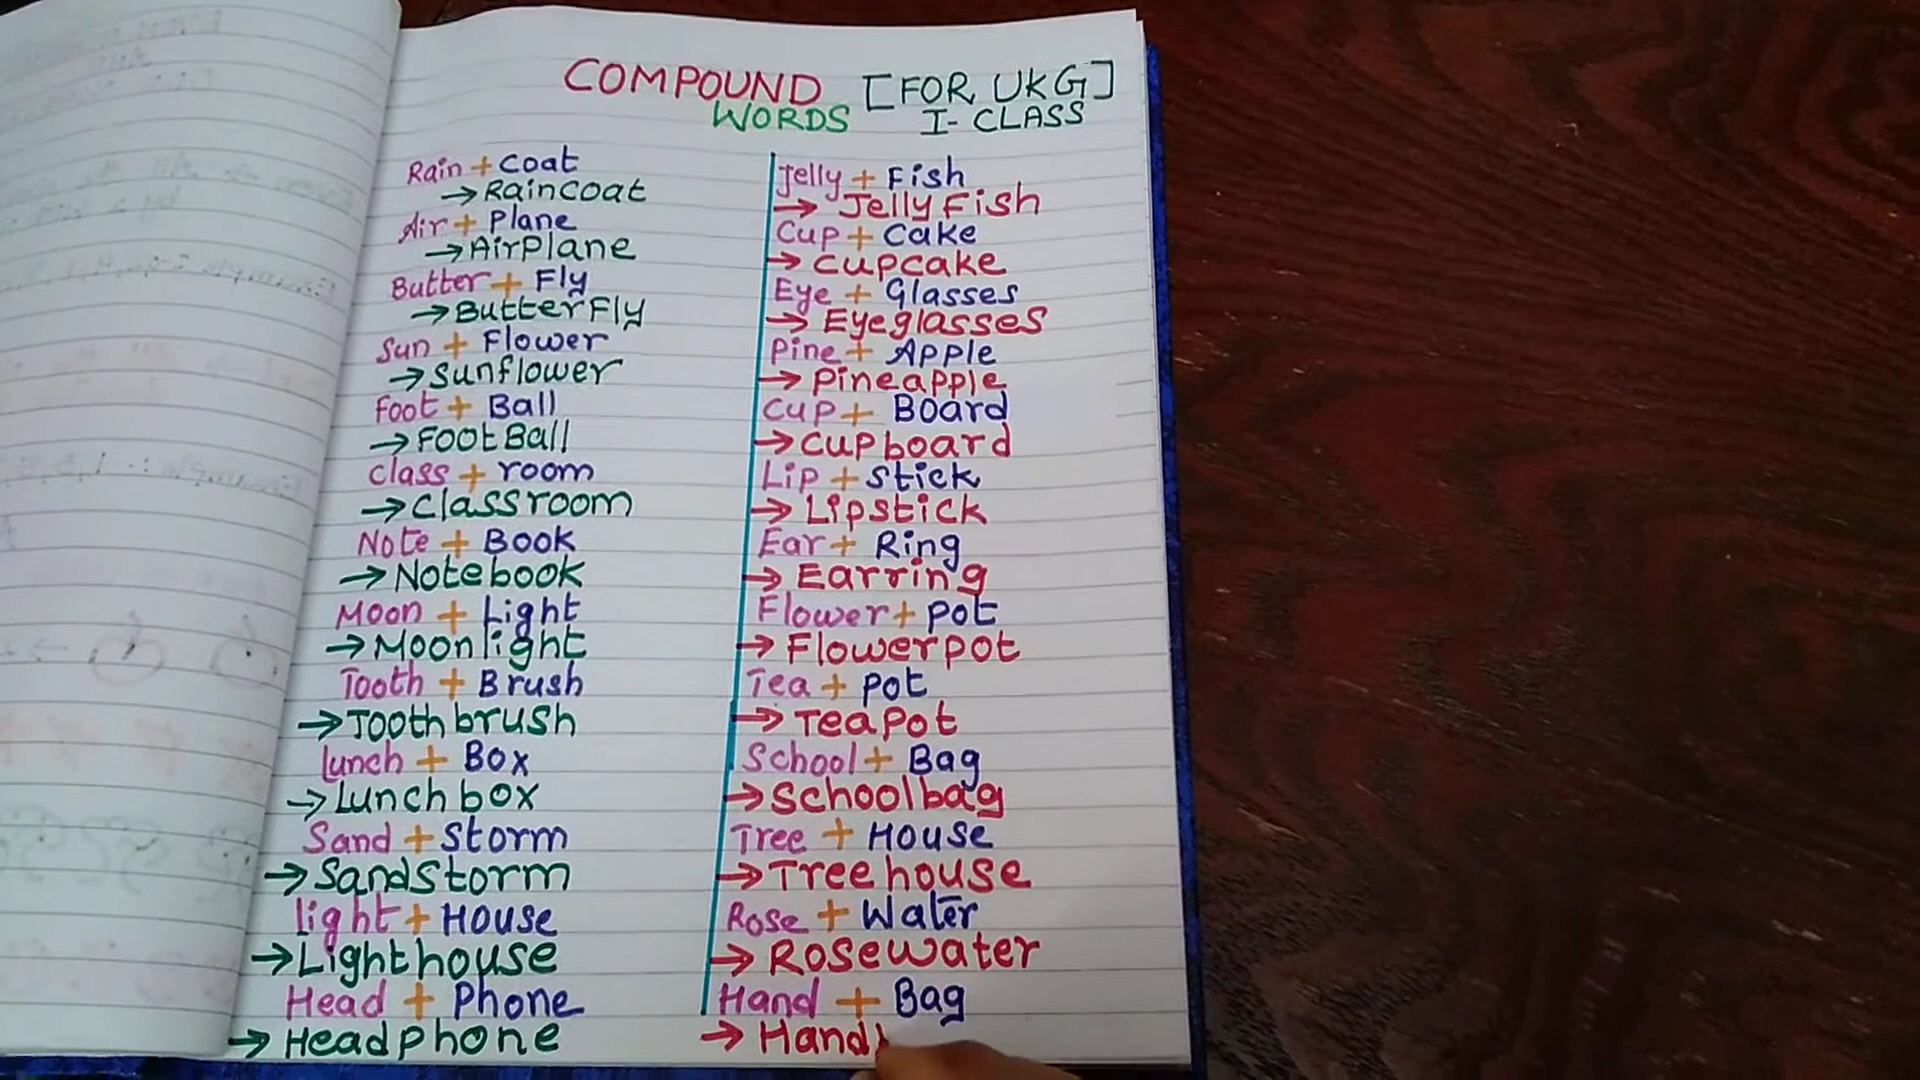 COMPOUND [FOR UKG]
WORDS I-CLASS
Rain + Coat
→ Raincoat
Air + Plane
→ AirPlane
Butter + Fly
→ ButterFly
Sun + Flower
→ Sunflower
Foot + Ball
→ FootBall
Class + room
→ Classroom
Note + Book
→ Notebook
Moon + Light
→ Moonlight
Tooth + Brush
→ Toothbrush
Lunch + Box
→ Lunchbox
Sand + Storm
→ Sandstorm
light + House
→ Lighthouse
Head + Phone
→ Headphone
Jelly + Fish
→ JellyFish
Cup + Cake
→ Cupcake
Eye + Glasses
→ Eyeglasses
Pine + Apple
→ Pineapple
Cup + Board
→ Cupboard
Lip + Stick
→ Lipstick
Ear + Ring
→ Earring
Flower + Pot
→ Flowerpot
Tea + Pot
→ Teapot
School + Bag
→ Schoolbag
Tree + House
→ Treehouse
Rose + Water
→ Rosewater
Hand + Bag
→ Hand